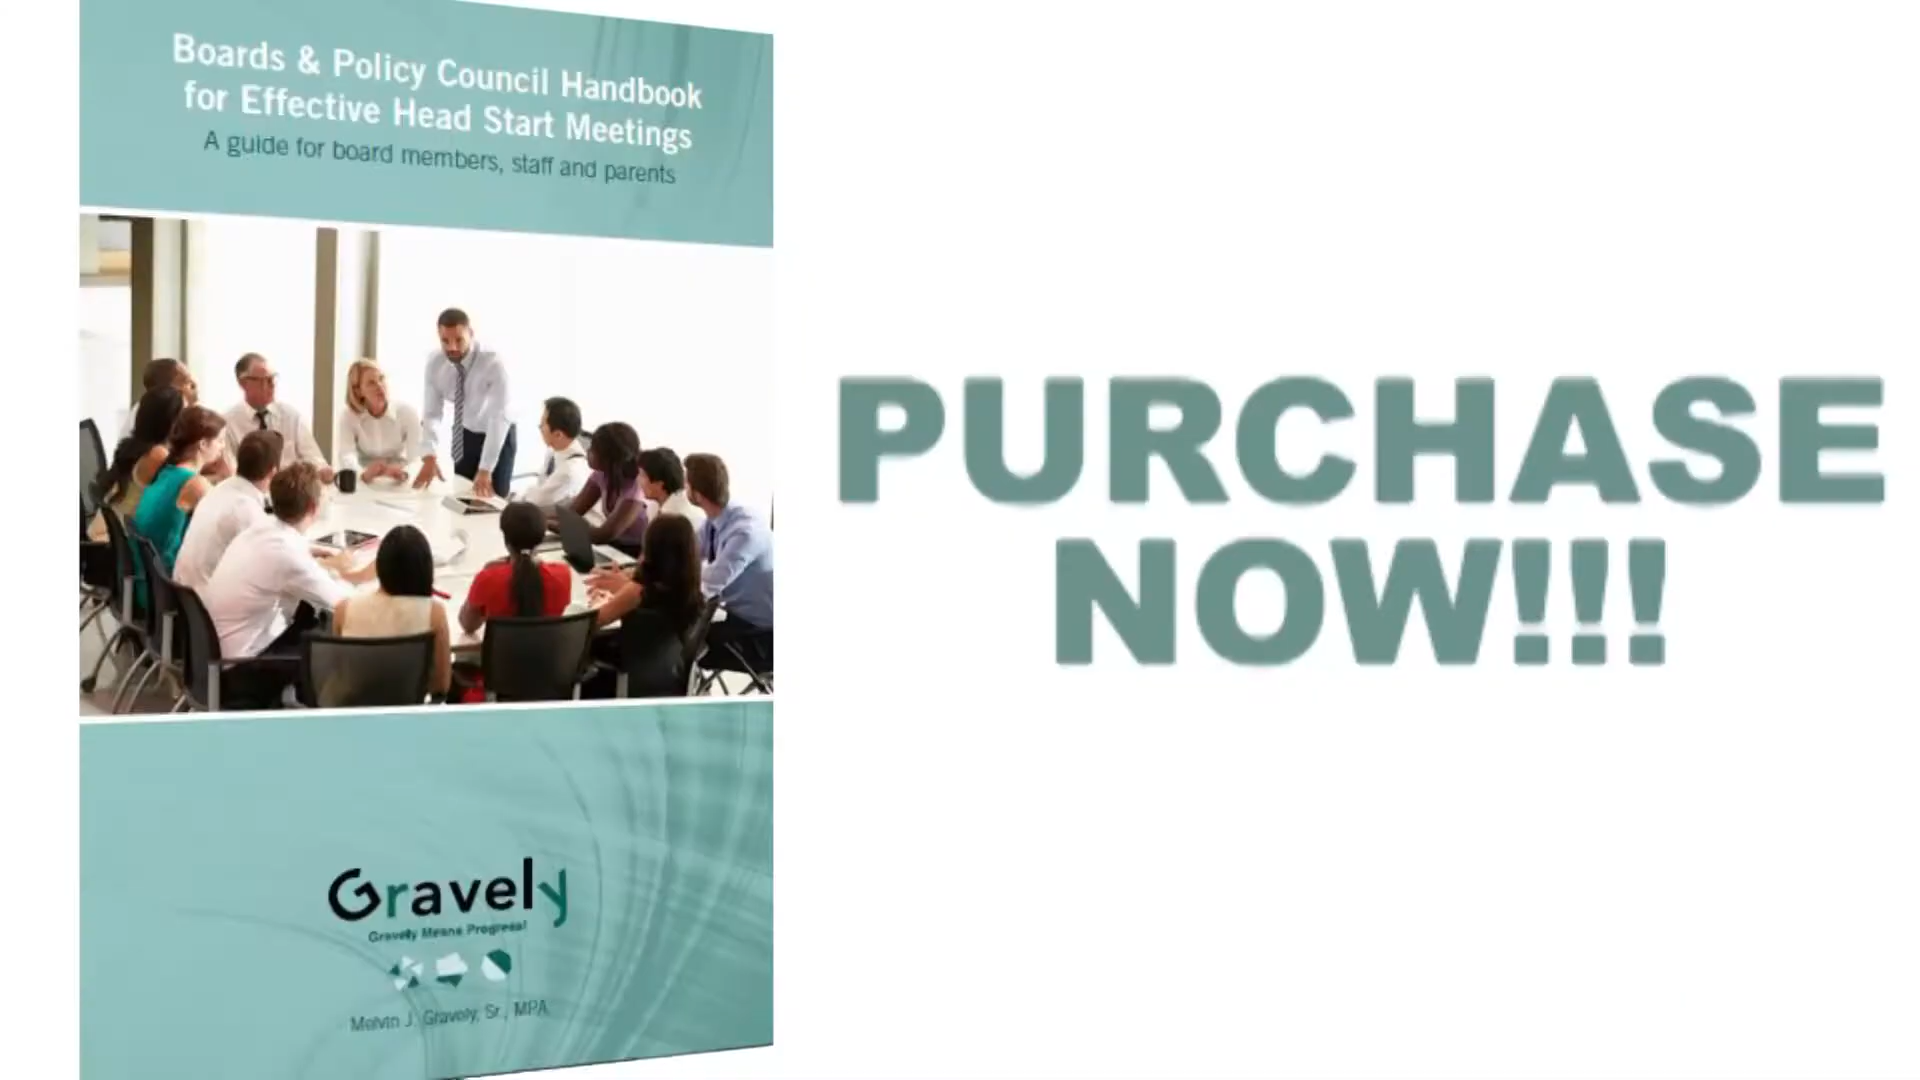 Boards & Policy Council Handbook
for Effective Head Start Meetings
A guide for board members, staff and parents
PURCHASE
NOW!!!
Gravely
Gravely Means Progress!
Melvin J. Gravely, Sr., MPA